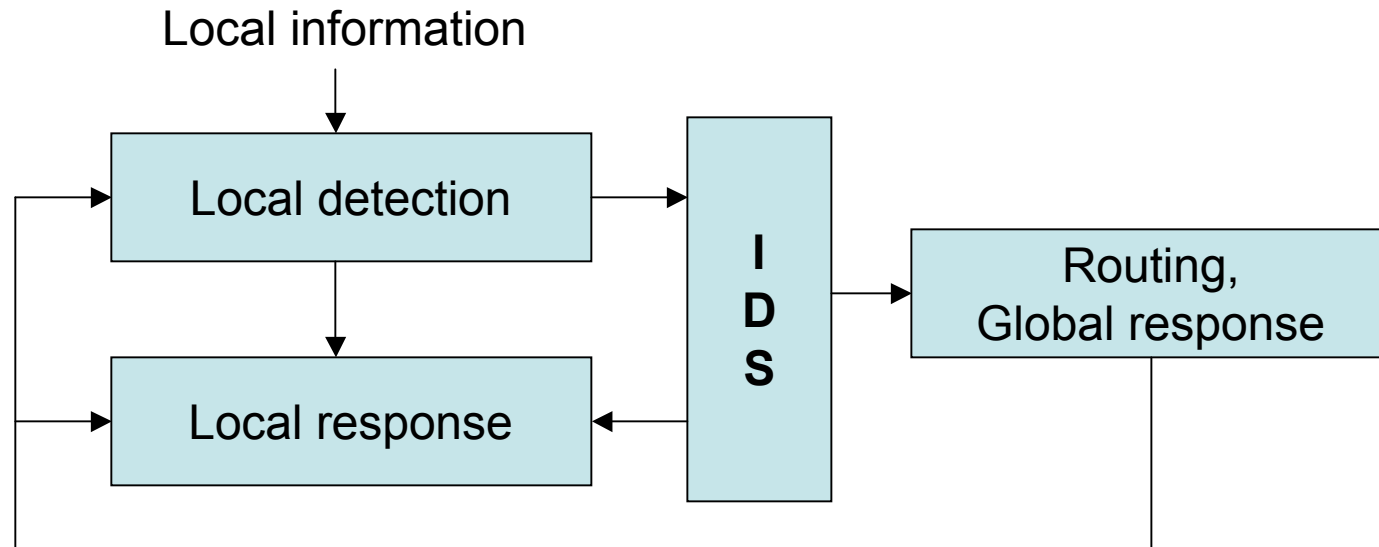 Local information
Local detection
I
D
S
Routing,
Global response
Local response